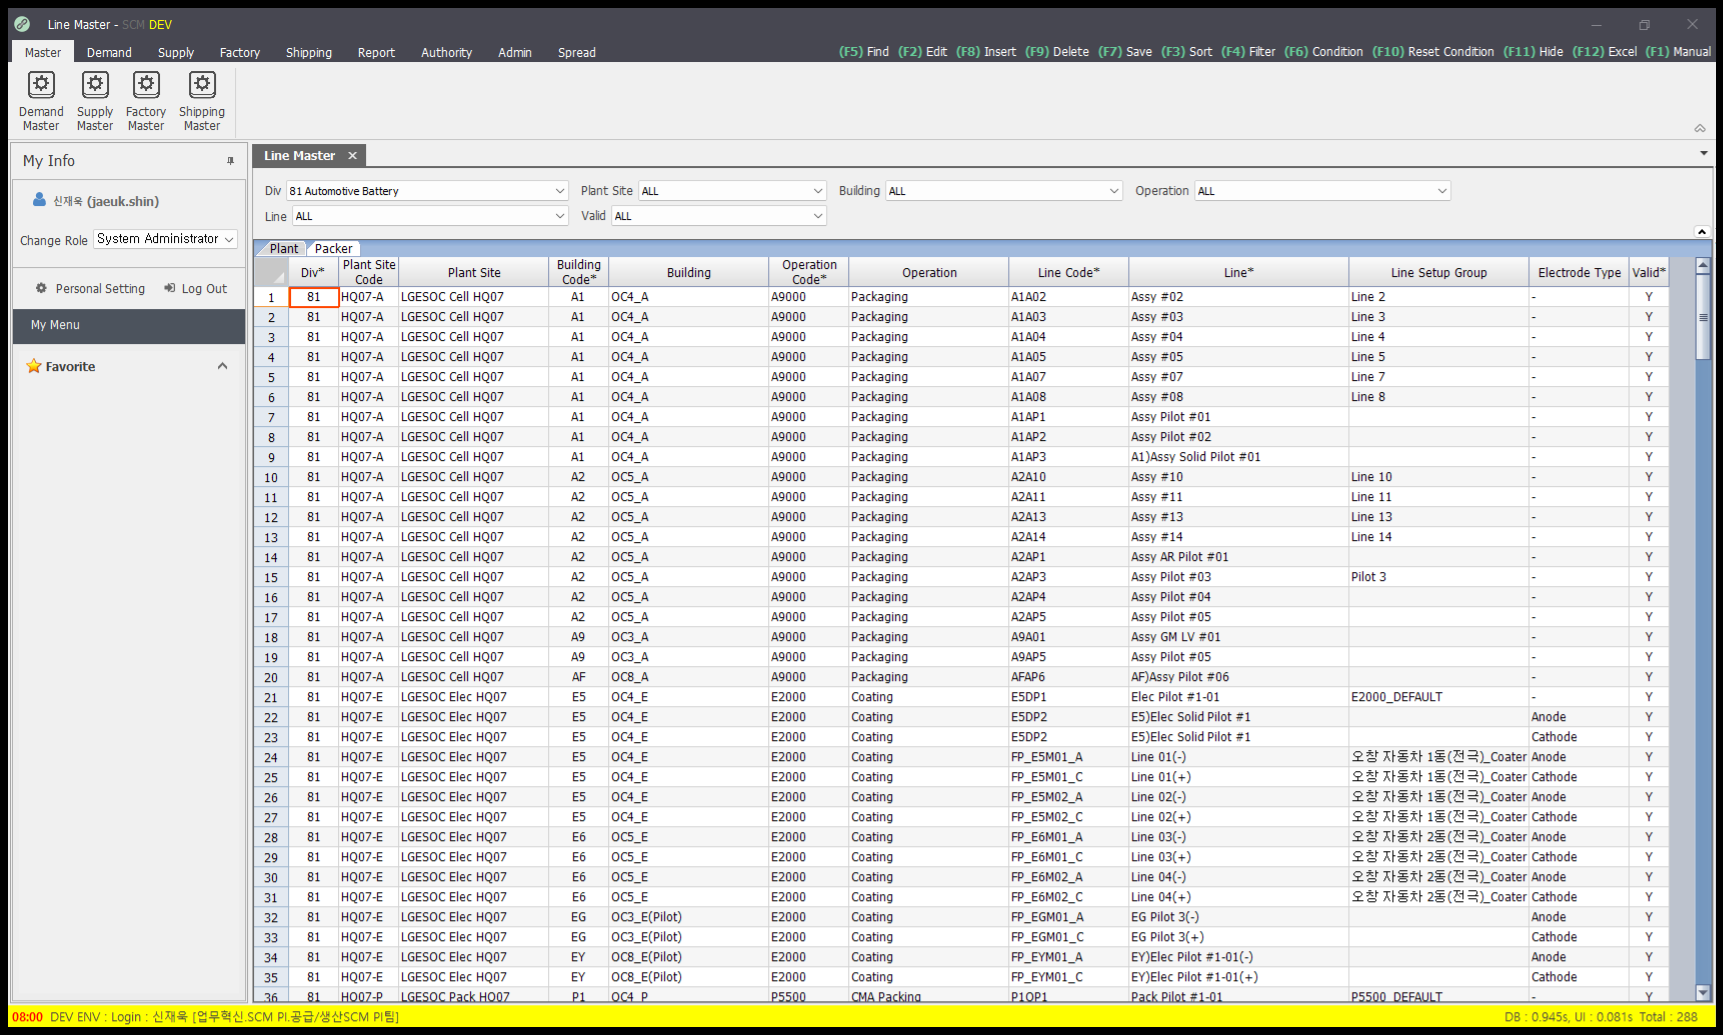 Line Master - SCM DEV
Master Demand Supply Factory Shipping Report Authority Admin Spread (F5) Find (F2) Edit (F8) Insert (F9) Delete (F7) Save (F3) Sort (F4) Filter (F6) Condition (F10) Reset Condition (F11) Hide (F12) Excel (F1) Manual
Demand Master Supply Master Factory Master Shipping Master
My Info
신재욱 (jaeuk.shin)
Change Role System Administrator
Personal Setting Log Out
My Menu
Favorite
Line Master
Div 81 Automotive Battery Plant Site ALL Building ALL Operation ALL
Line ALL Valid ALL
Plant Packer
Div* Plant Site Code Plant Site Building Code* Building Operation Code* Operation Line Code* Line* Line Setup Group Electrode Type Valid*
1 81 HQ07-A LGESOC Cell HQ07 A1 OC4_A A9000 Packaging A1A02 Assy #02 Line 2 - Y
2 81 HQ07-A LGESOC Cell HQ07 A1 OC4_A A9000 Packaging A1A03 Assy #03 Line 3 - Y
3 81 HQ07-A LGESOC Cell HQ07 A1 OC4_A A9000 Packaging A1A04 Assy #04 Line 4 - Y
4 81 HQ07-A LGESOC Cell HQ07 A1 OC4_A A9000 Packaging A1A05 Assy #05 Line 5 - Y
5 81 HQ07-A LGESOC Cell HQ07 A1 OC4_A A9000 Packaging A1A07 Assy #07 Line 7 - Y
6 81 HQ07-A LGESOC Cell HQ07 A1 OC4_A A9000 Packaging A1A08 Assy #08 Line 8 - Y
7 81 HQ07-A LGESOC Cell HQ07 A1 OC4_A A9000 Packaging A1AP1 Assy Pilot #01 - Y
8 81 HQ07-A LGESOC Cell HQ07 A1 OC4_A A9000 Packaging A1AP2 Assy Pilot #02 - Y
9 81 HQ07-A LGESOC Cell HQ07 A1 OC4_A A9000 Packaging A1AP3 A1)Assy Solid Pilot #01 - Y
10 81 HQ07-A LGESOC Cell HQ07 A2 OC5_A A9000 Packaging A2A10 Assy #10 Line 10 - Y
11 81 HQ07-A LGESOC Cell HQ07 A2 OC5_A A9000 Packaging A2A11 Assy #11 Line 11 - Y
12 81 HQ07-A LGESOC Cell HQ07 A2 OC5_A A9000 Packaging A2A13 Assy #13 Line 13 - Y
13 81 HQ07-A LGESOC Cell HQ07 A2 OC5_A A9000 Packaging A2A14 Assy #14 Line 14 - Y
14 81 HQ07-A LGESOC Cell HQ07 A2 OC5_A A9000 Packaging A2AP1 Assy AR Pilot #01 - Y
15 81 HQ07-A LGESOC Cell HQ07 A2 OC5_A A9000 Packaging A2AP3 Assy Pilot #03 Pilot 3 - Y
16 81 HQ07-A LGESOC Cell HQ07 A2 OC5_A A9000 Packaging A2AP4 Assy Pilot #04 - Y
17 81 HQ07-A LGESOC Cell HQ07 A2 OC5_A A9000 Packaging A2AP5 Assy Pilot #05 - Y
18 81 HQ07-A LGESOC Cell HQ07 A9 OC3_A A9000 Packaging A9A01 Assy GM LV #01 - Y
19 81 HQ07-A LGESOC Cell HQ07 A9 OC3_A A9000 Packaging A9AP5 Assy Pilot #05 - Y
20 81 HQ07-A LGESOC Cell HQ07 AF OC8_A A9000 Packaging AFAP6 AF)Assy Pilot #06 - Y
21 81 HQ07-E LGESOC Elec HQ07 E5 OC4_E E2000 Coating E5DP1 Elec Pilot #1-01 E2000_DEFAULT - Y
22 81 HQ07-E LGESOC Elec HQ07 E5 OC4_E E2000 Coating E5DP2 E5)Elec Solid Pilot #1 Anode Y
23 81 HQ07-E LGESOC Elec HQ07 E5 OC4_E E2000 Coating E5DP2 E5)Elec Solid Pilot #1 Cathode Y
24 81 HQ07-E LGESOC Elec HQ07 E5 OC4_E E2000 Coating FP_E5M01_A Line 01(-) 오창 자동차 1동(전극)_Coater Anode Y
25 81 HQ07-E LGESOC Elec HQ07 E5 OC4_E E2000 Coating FP_E5M01_C Line 01(+) 오창 자동차 1동(전극)_Coater Cathode Y
26 81 HQ07-E LGESOC Elec HQ07 E5 OC4_E E2000 Coating FP_E5M02_A Line 02(-) 오창 자동차 1동(전극)_Coater Anode Y
27 81 HQ07-E LGESOC Elec HQ07 E5 OC4_E E2000 Coating FP_E5M02_C Line 02(+) 오창 자동차 1동(전극)_Coater Cathode Y
28 81 HQ07-E LGESOC Elec HQ07 E6 OC5_E E2000 Coating FP_E6M01_A Line 03(-) 오창 자동차 2동(전극)_Coater Anode Y
29 81 HQ07-E LGESOC Elec HQ07 E6 OC5_E E2000 Coating FP_E6M01_C Line 03(+) 오창 자동차 2동(전극)_Coater Cathode Y
30 81 HQ07-E LGESOC Elec HQ07 E6 OC5_E E2000 Coating FP_E6M02_A Line 04(-) 오창 자동차 2동(전극)_Coater Anode Y
31 81 HQ07-E LGESOC Elec HQ07 E6 OC5_E E2000 Coating FP_E6M02_C Line 04(+) 오창 자동차 2동(전극)_Coater Cathode Y
32 81 HQ07-E LGESOC Elec HQ07 EG OC3_E(Pilot) E2000 Coating FP_EGM01_A EG Pilot 3(-) Anode Y
33 81 HQ07-E LGESOC Elec HQ07 EG OC3_E(Pilot) E2000 Coating FP_EGM01_C EG Pilot 3(+) Cathode Y
34 81 HQ07-E LGESOC Elec HQ07 EY OC8_E(Pilot) E2000 Coating FP_EYM01_A EY)Elec Pilot #1-01(-) Anode Y
35 81 HQ07-E LGESOC Elec HQ07 EY OC8_E(Pilot) E2000 Coating FP_EYM01_C EY)Elec Pilot #1-01(+) Cathode Y
36 81 HQ07-P LGESOC Pack HQ07 P1 OC4_P P5500 CMA Packing P1OP1 Pack Pilot #1-01 P5500_DEFAULT - Y
08:00 DEV ENV : Login : 신재욱 [업무혁신.SCM PI.공급/생산SCM PI팀] DB : 0.945s, UI : 0.081s Total : 288